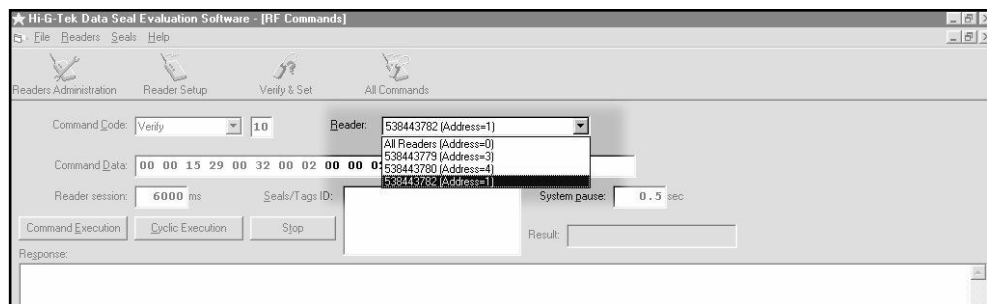 Hi-G-Tek Data Seal Evaluation Software - [RF Commands]
File Readers Seals Help
Readers Administration Reader Setup Verify & Set All Commands
Command Code: Verify 10 Reader: 538443782 (Address=1)
All Readers (Address=0)
538443779 (Address=3)
Command Data: 00 00 15 29 00 32 00 02 00 00
538443780 (Address=4)
538443782 (Address=1)
Reader session: 6000 ms Seals/Tags ID: System pause: 0.5 sec
Command Execution Cyclic Execution Stop
Result:
Response: